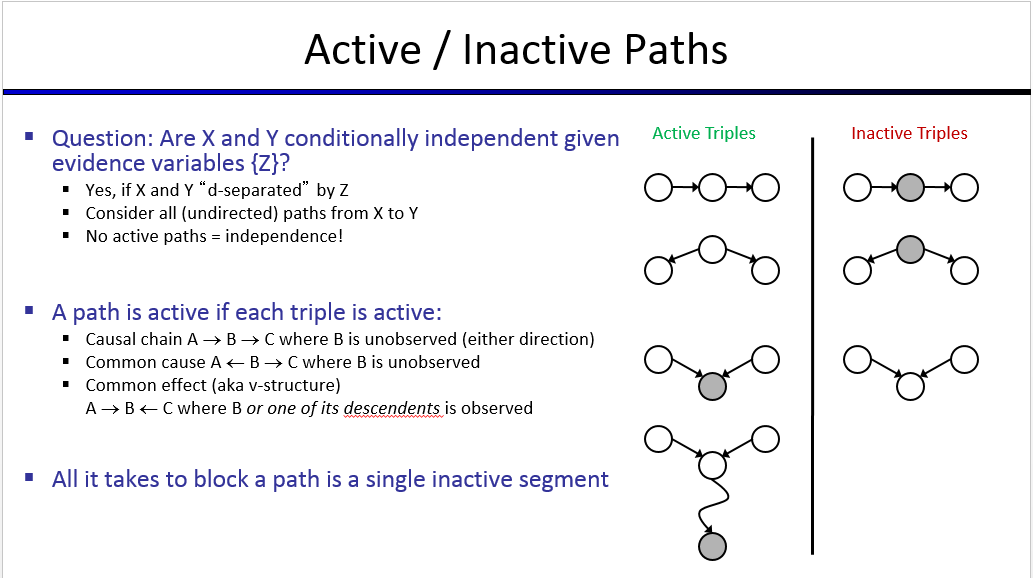 Active / Inactive Paths
▪ Question: Are X and Y conditionally independent given
evidence variables {Z}?
▪ Yes, if X and Y “d-separated” by Z
▪ Consider all (undirected) paths from X to Y
▪ No active paths = independence!
▪ A path is active if each triple is active:
▪ Causal chain A → B → C where B is unobserved (either direction)
▪ Common cause A ← B → C where B is unobserved
▪ Common effect (aka v-structure)
A → B ← C where B or one of its descendents is observed
▪ All it takes to block a path is a single inactive segment
Active Triples
Inactive Triples